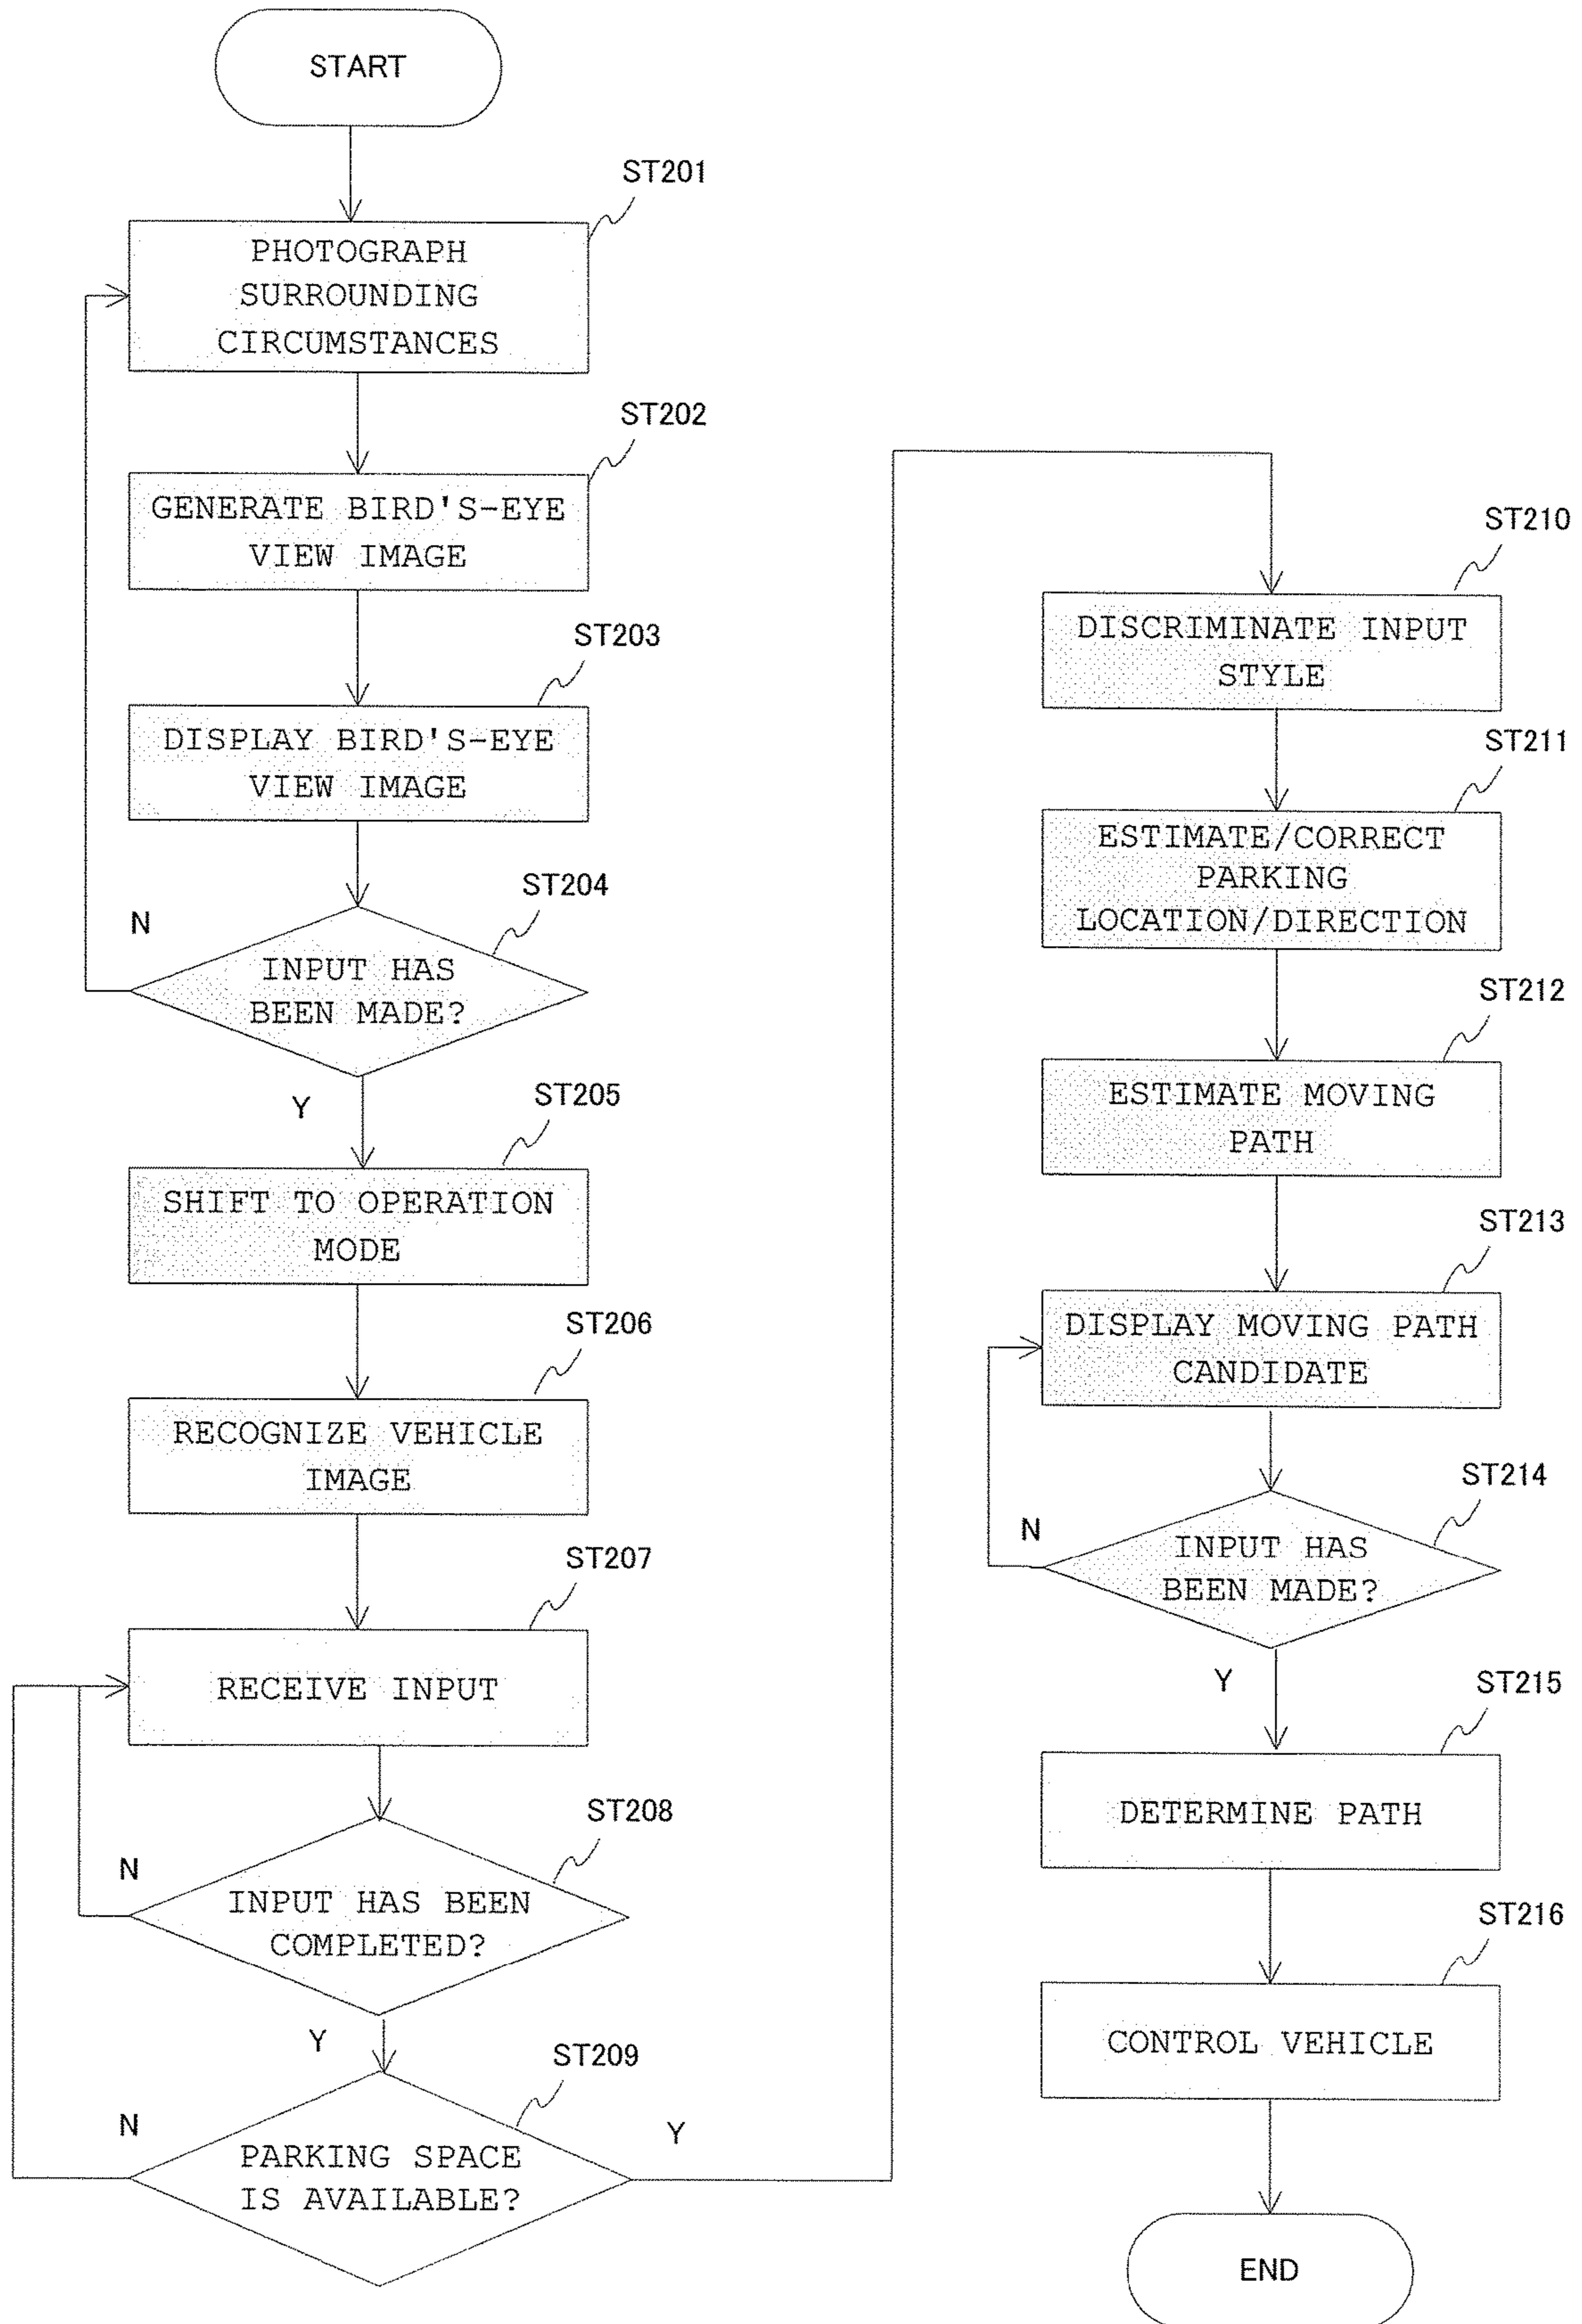 START
ST201
PHOTOGRAPH
SURROUNDING
CIRCUMSTANCES
ST202
GENERATE BIRD'S-EYE
VIEW IMAGE
ST203
DISPLAY BIRD'S-EYE
VIEW IMAGE
ST204
N
INPUT HAS
BEEN MADE?
Y
ST205
SHIFT TO OPERATION
MODE
ST206
RECOGNIZE VEHICLE
IMAGE
ST207
RECEIVE INPUT
ST208
N
INPUT HAS BEEN
COMPLETED?
Y
ST209
N
Y
PARKING SPACE
IS AVAILABLE?
ST210
DISCRIMINATE INPUT
STYLE
ST211
ESTIMATE/CORRECT
PARKING
LOCATION/DIRECTION
ST212
ESTIMATE MOVING
PATH
ST213
DISPLAY MOVING PATH
CANDIDATE
ST214
N
INPUT HAS
BEEN MADE?
Y
ST215
DETERMINE PATH
ST216
CONTROL VEHICLE
END